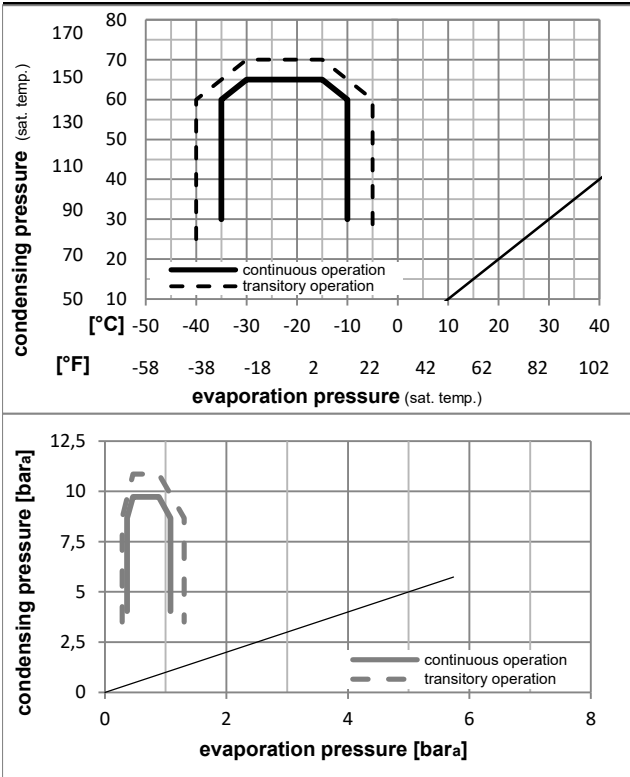 condensing pressure (sat. temp.)
170 80
70
150 60
130 50
110 40
90 30
70 20
50 10
continuous operation
transitory operation
[°C] -50 -40 -30 -20 -10 0 10 20 30 40
[°F] -58 -38 -18 2 22 42 62 82 102
evaporation pressure (sat. temp.)
condensing pressure [bara]
12,5
10
7,5
5
2,5
0
continuous operation
transitory operation
0 2 4 6 8
evaporation pressure [bara]